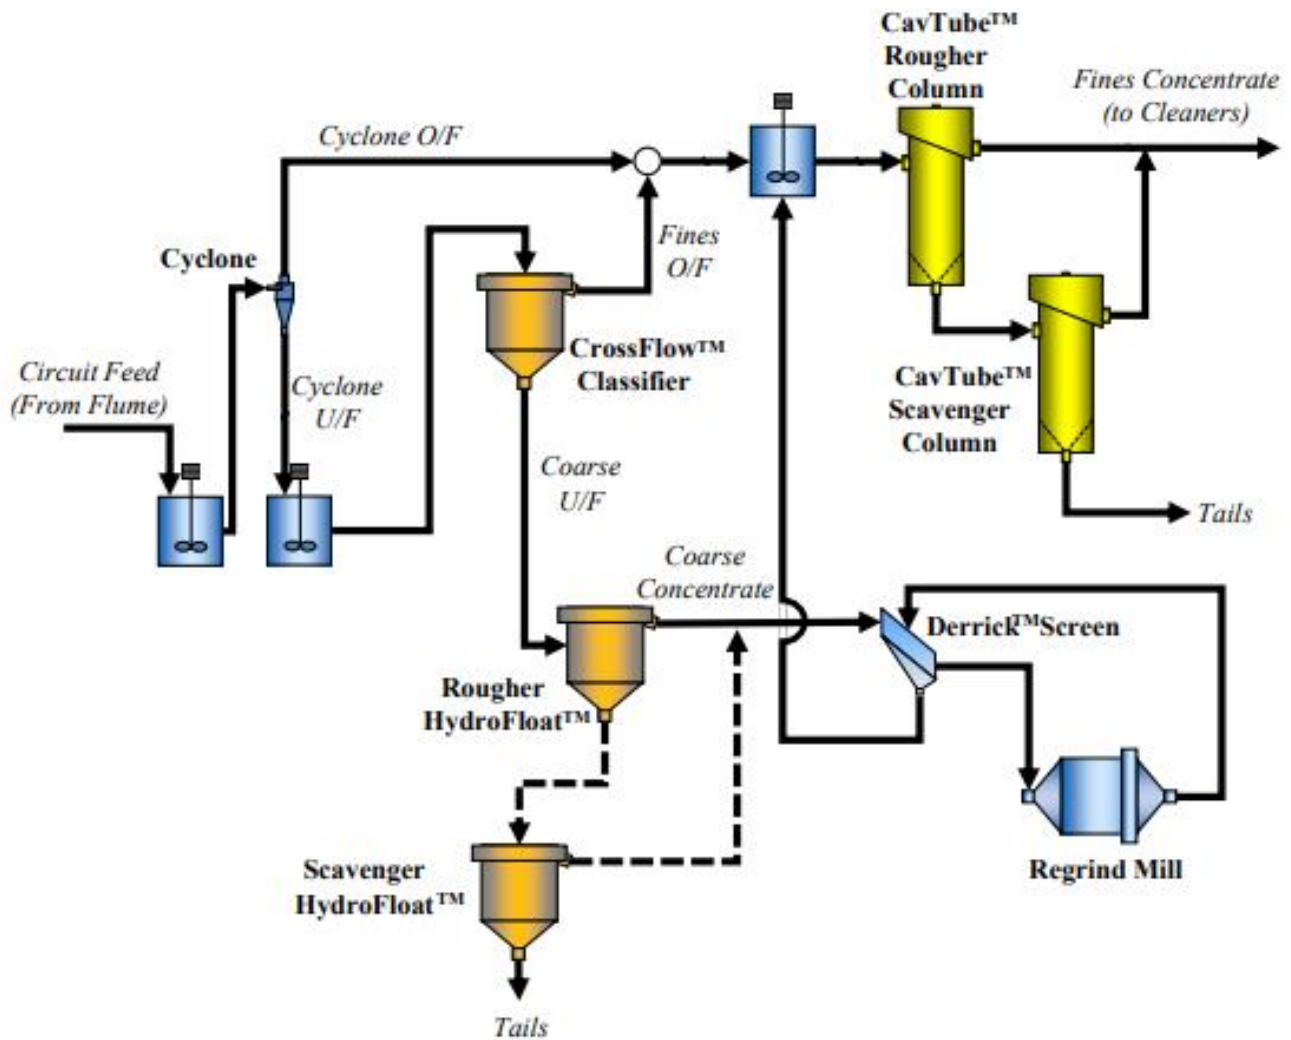 CavTube™
Rougher
Column
Fines Concentrate
(to Cleaners)
Cyclone O/F
Fines
O/F
Cyclone
CrossFlow™
Classifier
Circuit Feed
(From Flume)
Cyclone
U/F
CavTube™
Scavenger
Column
Coarse
U/F
Tails
Coarse
Concentrate
Derrick™Screen
Rougher
HydroFloat™
Scavenger
HydroFloat™
Regrind Mill
Tails